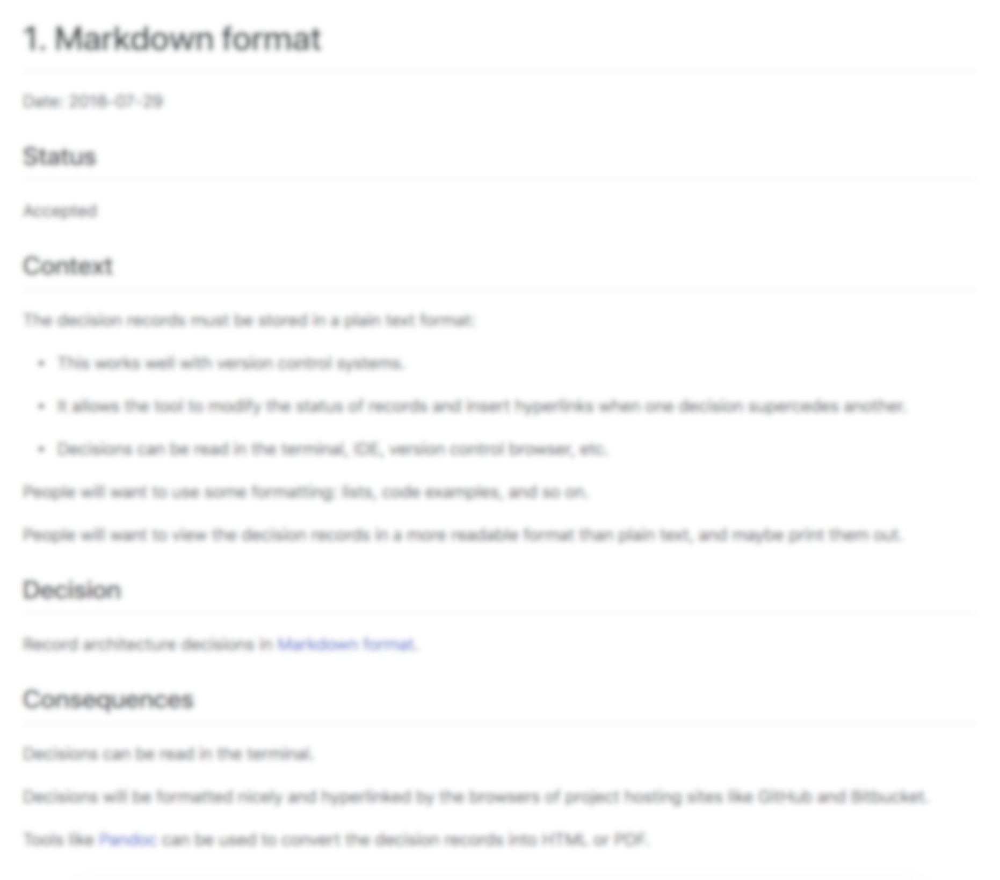 1. Markdown format
Date: 2018-07-29
Status
Accepted
Context
The decision records must be stored in a plain text format:
• This works well with version control systems.
• It allows the tool to modify the status of records and insert hyperlinks when one decision supercedes another.
• Decisions can be read in the terminal, IDE, version control browser, etc.
People will want to use some formatting: lists, code examples, and so on.
People will want to view the decision records in a more readable format than plain text, and maybe print them out.
Decision
Record architecture decisions in Markdown format.
Consequences
Decisions can be read in the terminal.
Decisions will be formatted nicely and hyperlinked by the browsers of project hosting sites like GitHub and Bitbucket.
Tools like Pandoc can be used to convert the decision records into HTML or PDF.